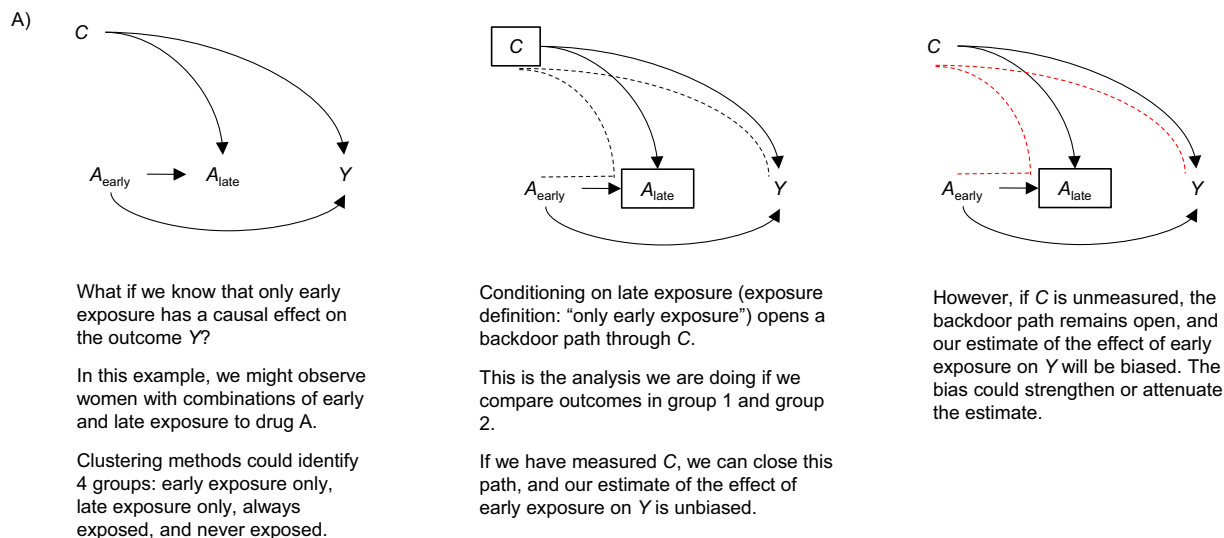 A)
C
A early
A late
Y
What if we know that only early
exposure has a causal effect on
the outcome Y?
In this example, we might observe
women with combinations of early
and late exposure to drug A.
Clustering methods could identify
4 groups: early exposure only,
late exposure only, always
exposed, and never exposed.
C
A early
A late
Y
Conditioning on late exposure (exposure
definition: “only early exposure”) opens a
backdoor path through C.
This is the analysis we are doing if we
compare outcomes in group 1 and group
2.
If we have measured C, we can close this
path, and our estimate of the effect of
early exposure on Y is unbiased.
C
A early
A late
Y
However, if C is unmeasured, the
backdoor path remains open, and
our estimate of the effect of early
exposure on Y will be biased. The
bias could strengthen or attenuate
the estimate.